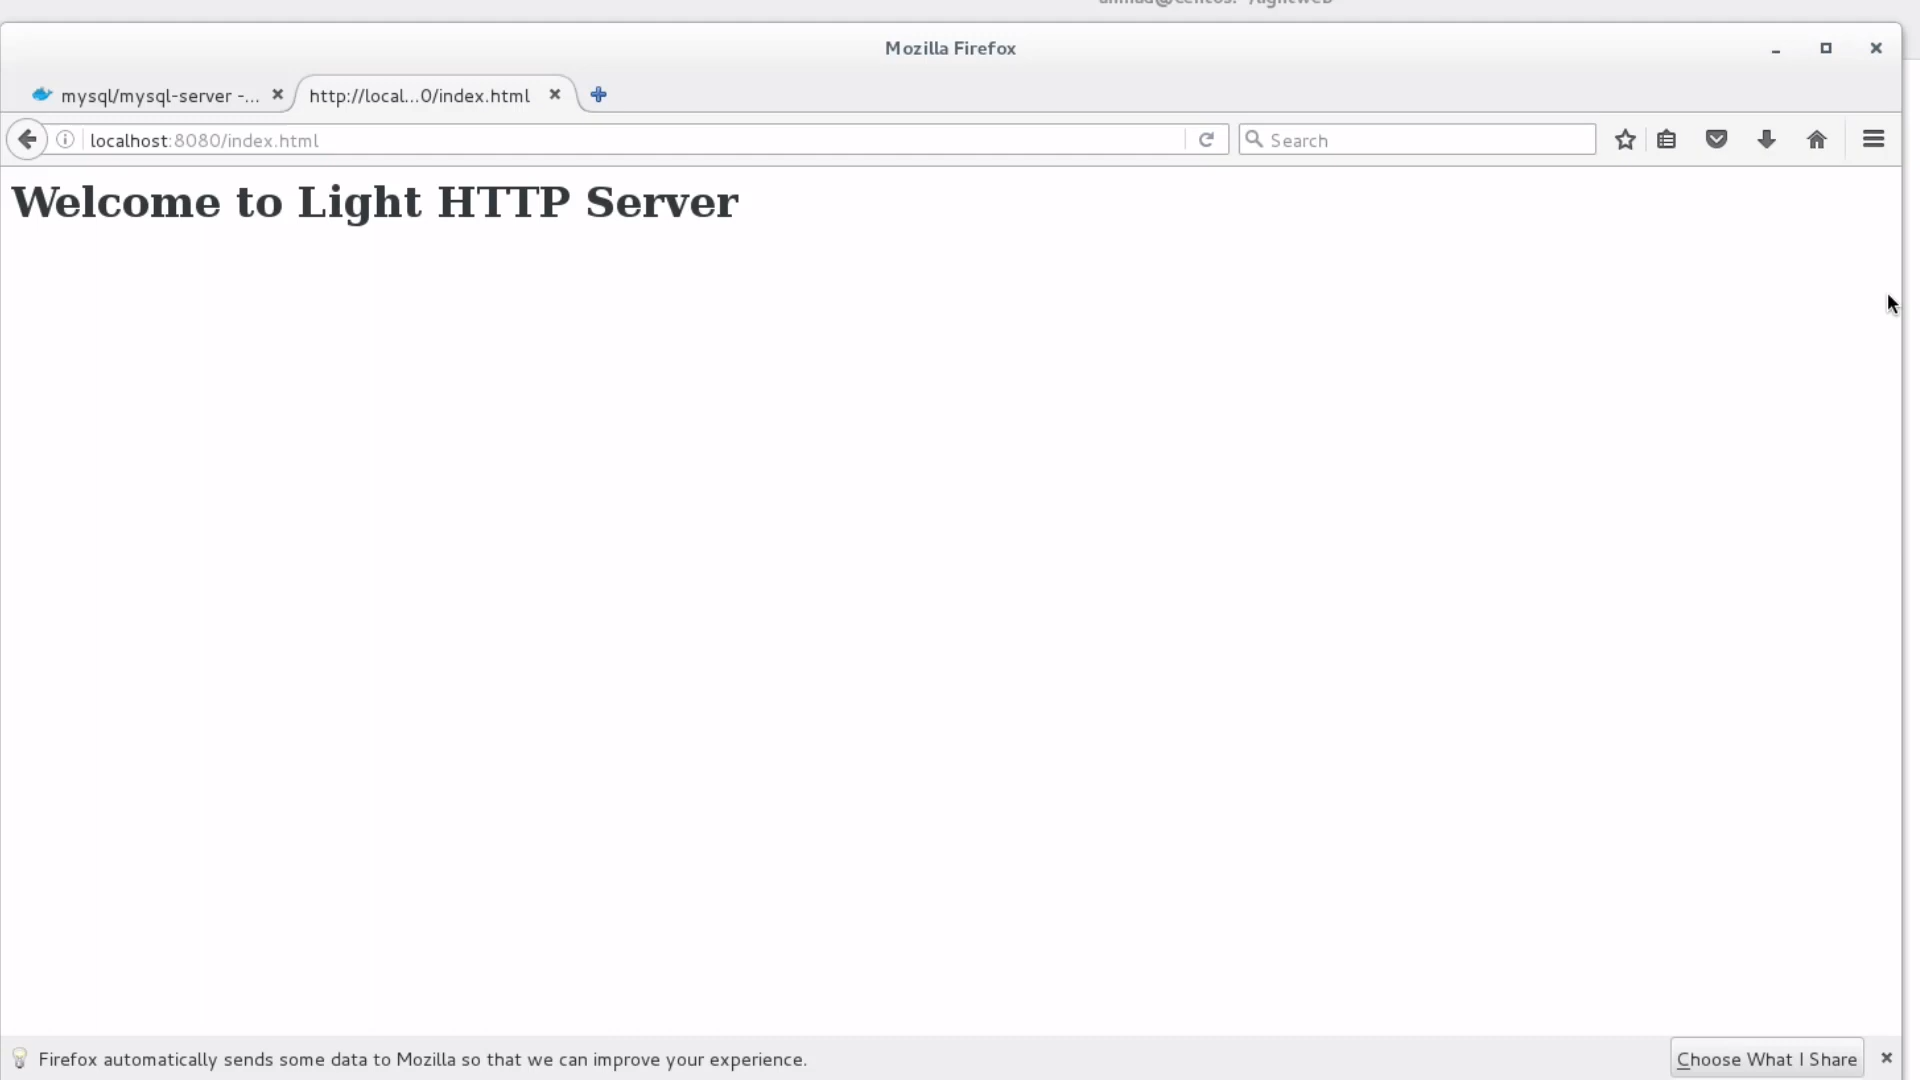 Mozilla Firefox
mysql/mysql-server -...
http://local...0/index.html
localhost:8080/index.html
Search
Welcome to Light HTTP Server
Firefox automatically sends some data to Mozilla so that we can improve your experience.
Choose What I Share